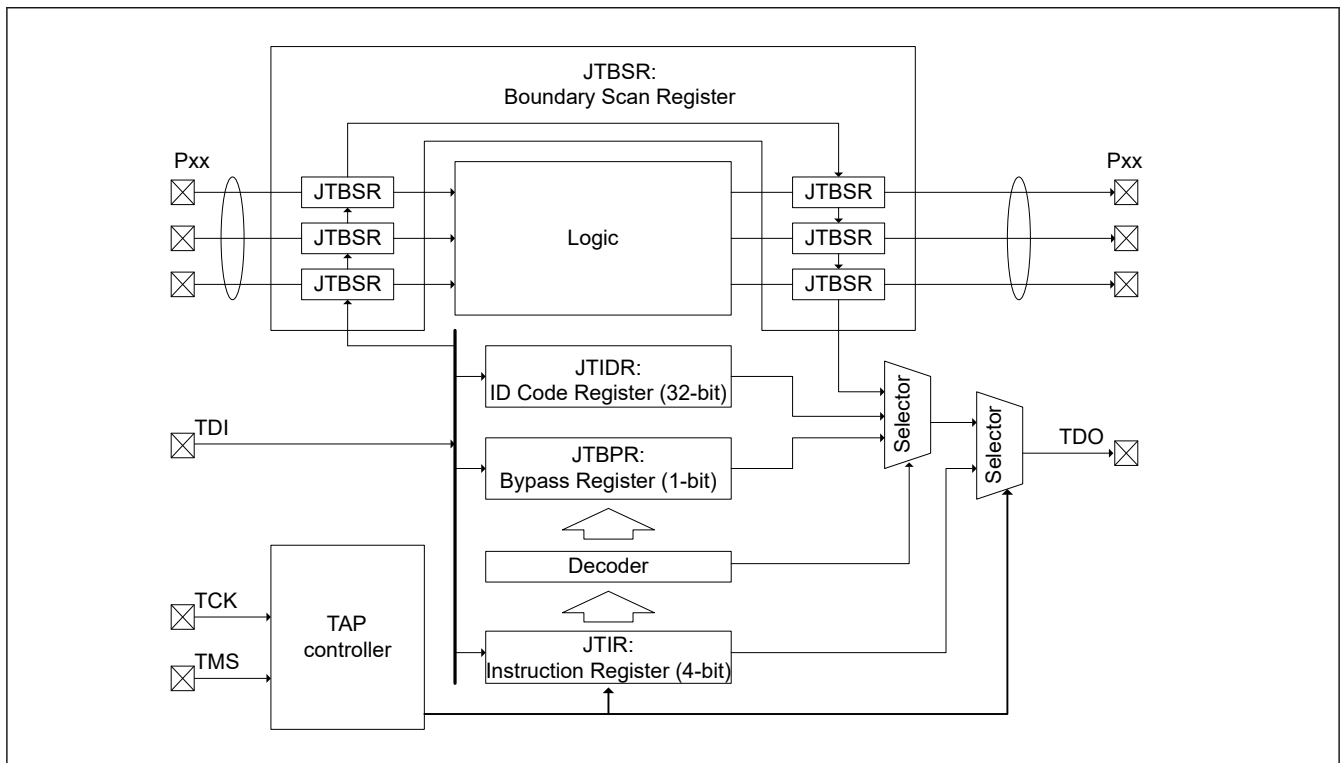 JTBSR:
Boundary Scan Register
Pxx
Pxx
JTBSR
JTBSR
JTBSR
JTBSR
Logic
JTBSR
JTBSR
JTIDR:
ID Code Register (32-bit)
Selector
Selector
TDI
TDO
JTBPR:
Bypass Register (1-bit)
Decoder
TCK
TAP
controller
TMS
JTIR:
Instruction Register (4-bit)